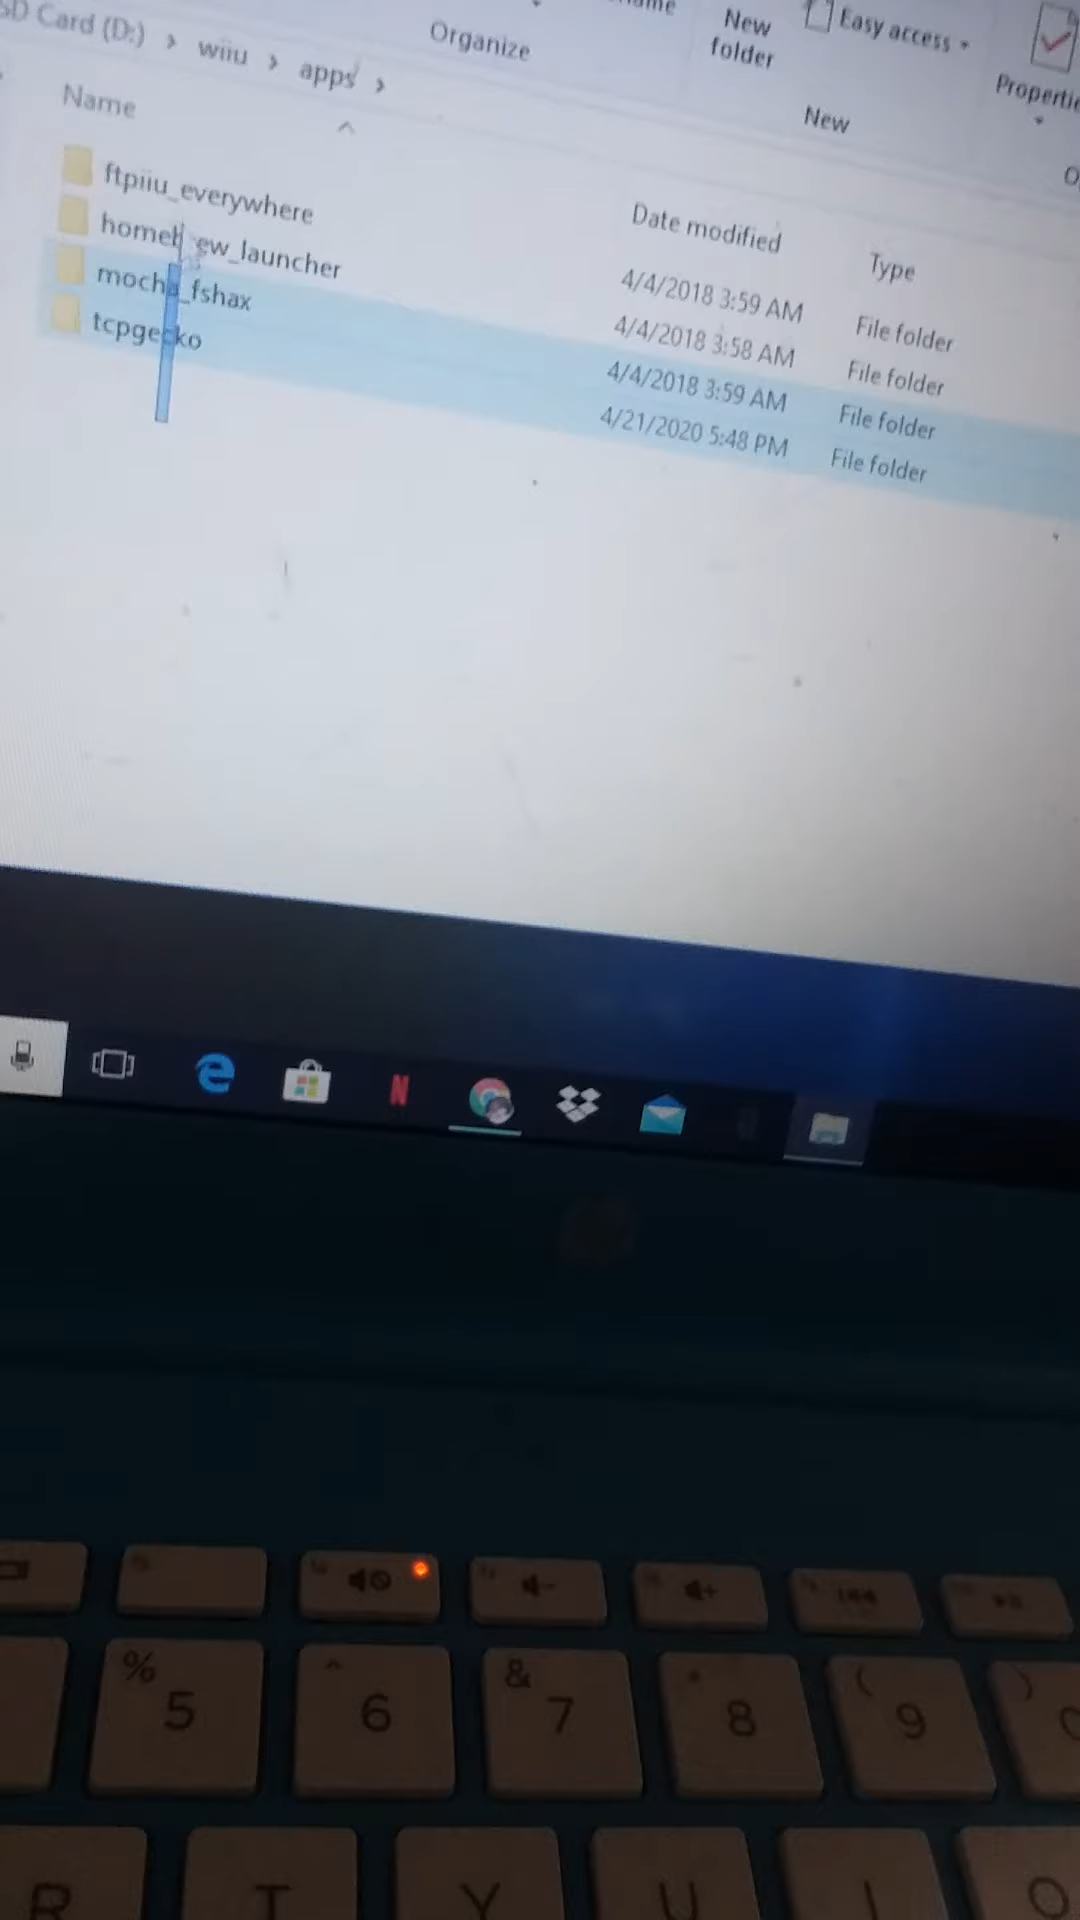 SD Card (D:) › wiiu › apps ›
Organize
New folder
Easy access
New
Name
Date modified
Type
ftpiiu_everywhere 4/4/2018 3:59 AM File folder
4/4/2018 3:58 AM File folder
mocha_fshax 4/4/2018 3:59 AM File folder
tcpgecko 4/21/2020 5:48 PM File folder
N
% 5
^ 6
& 7
* 8
( 9
)
R T Y U I O